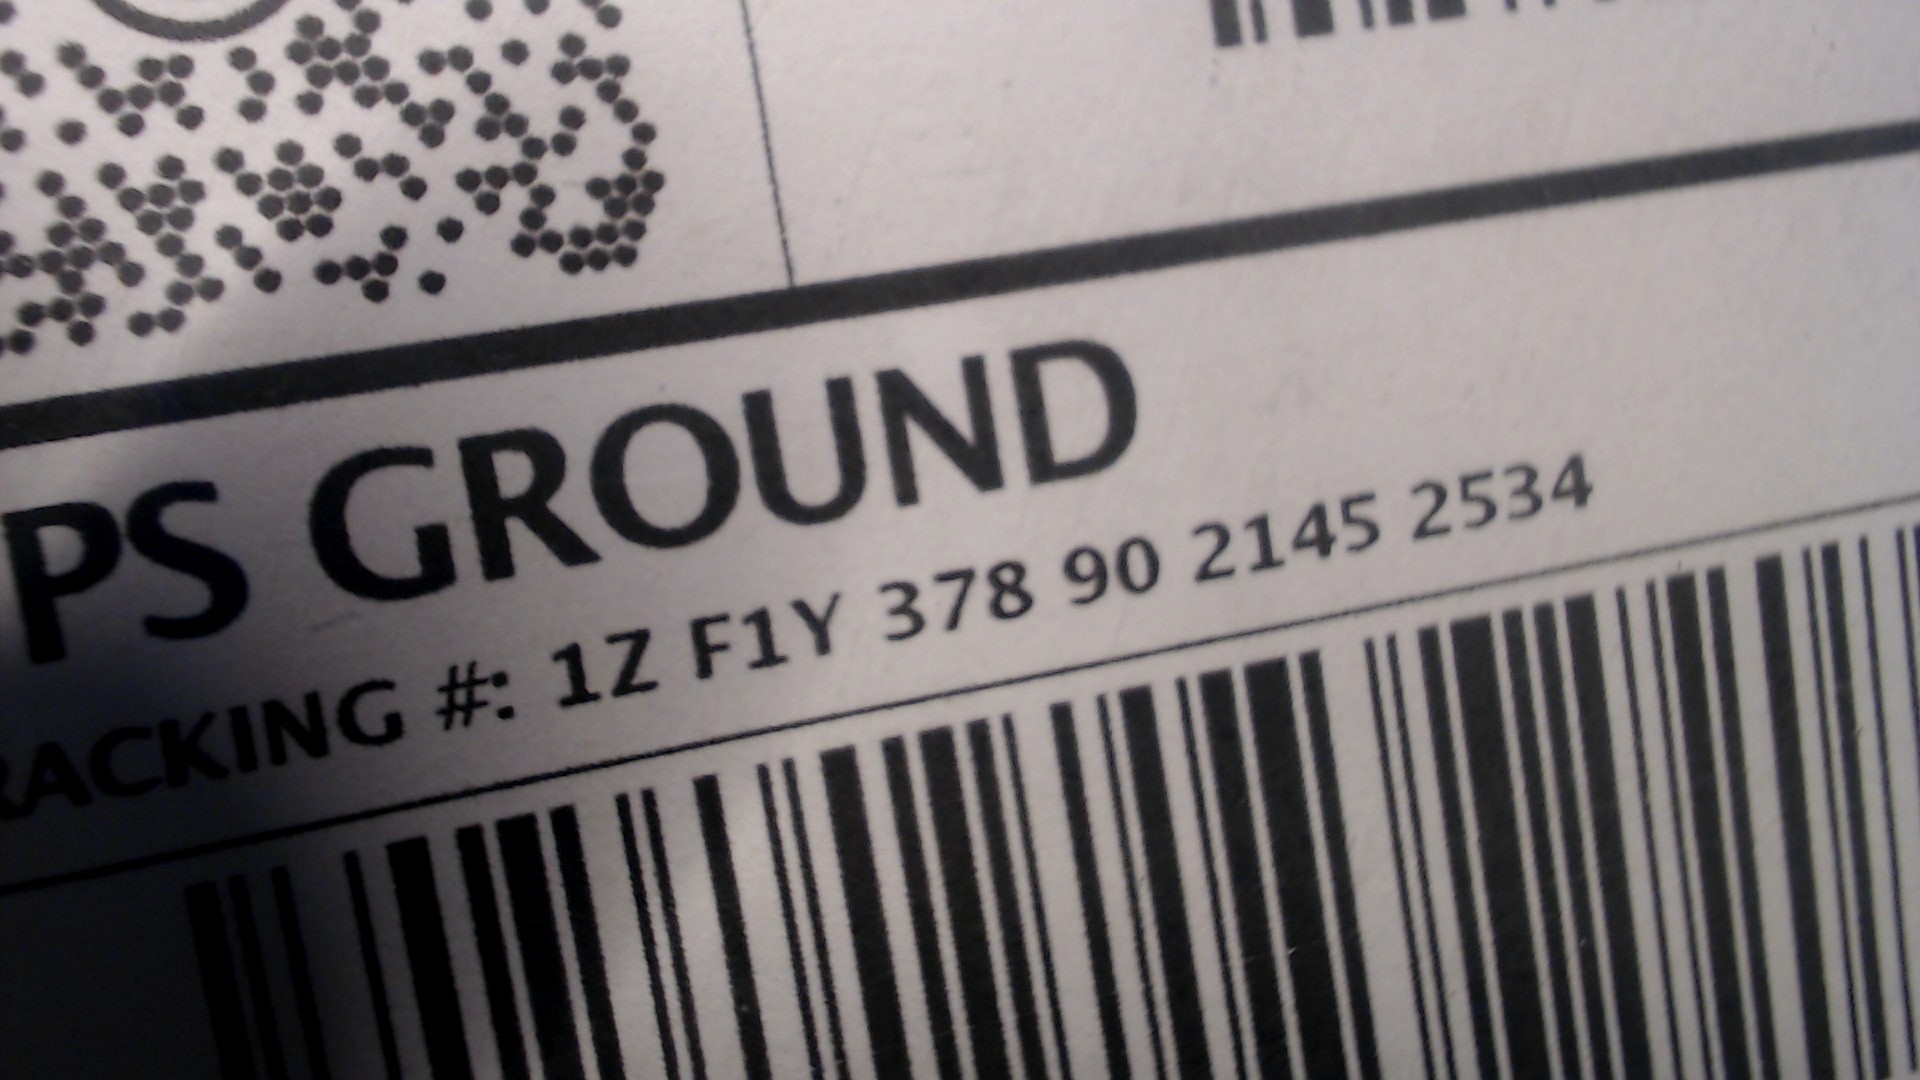 PS GROUND
RACKING #: 1Z F1Y 378 90 2145 2534